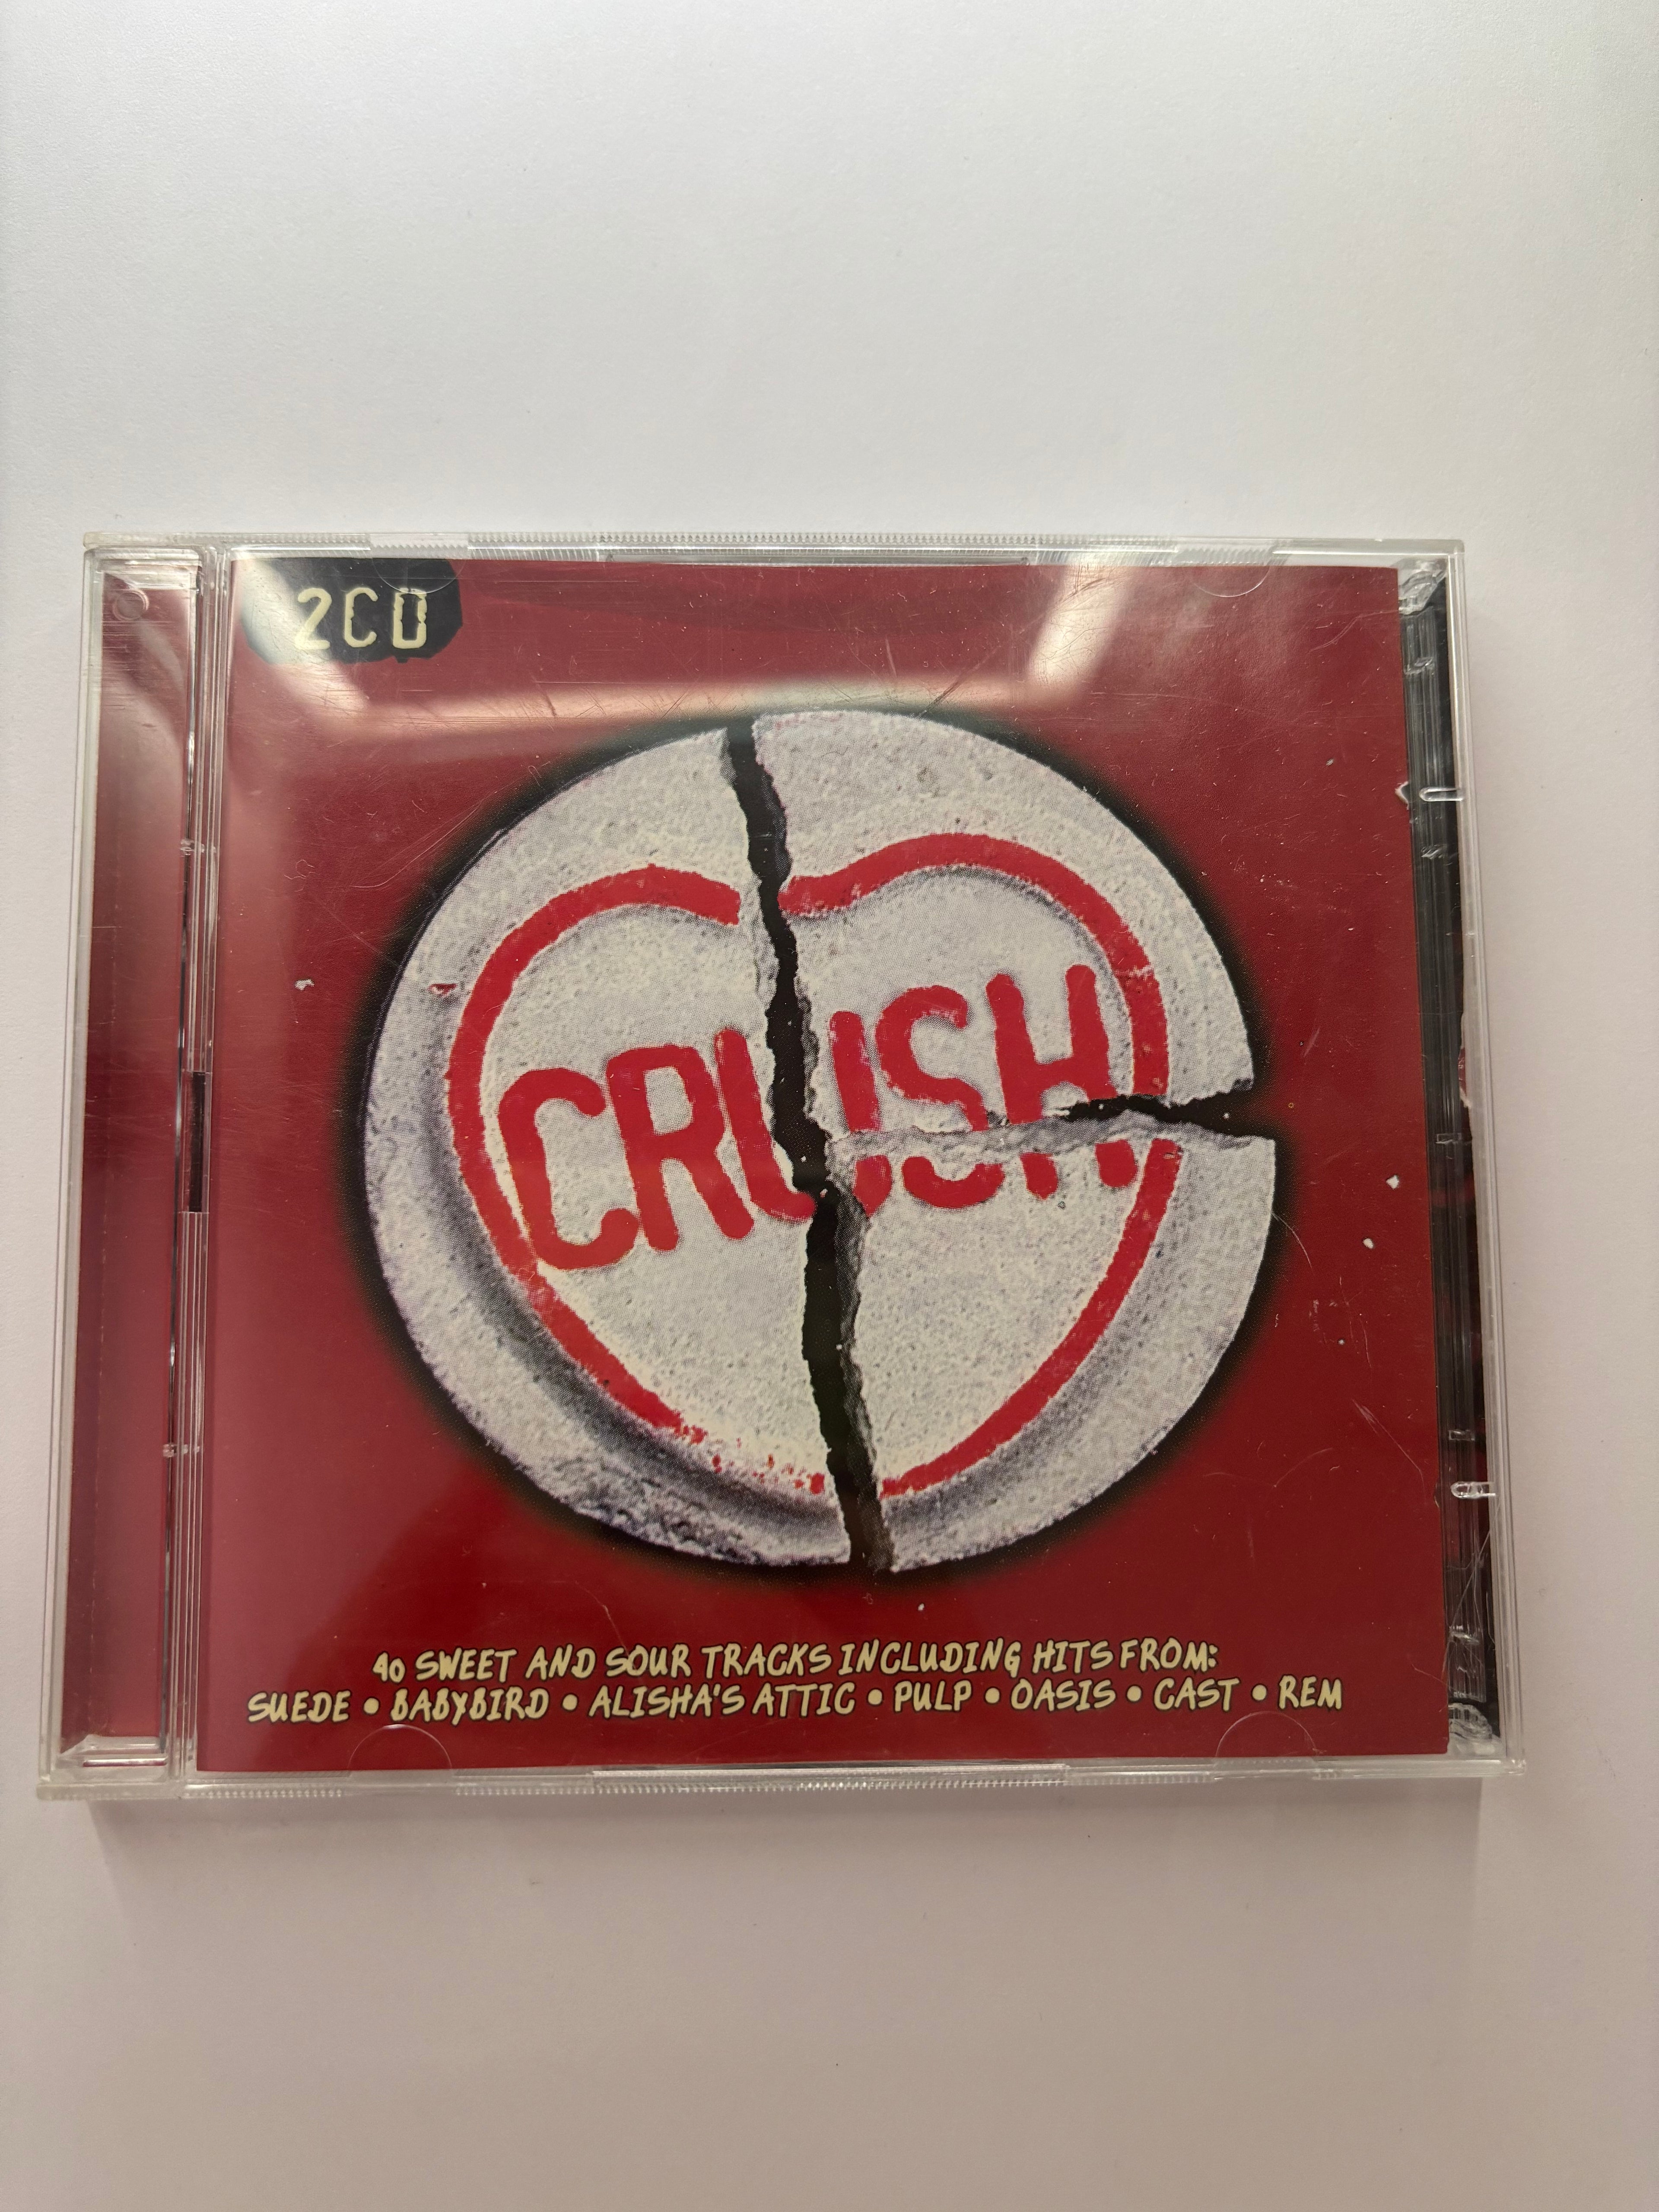 2CD
CRUSH
40 SWEET AND SOUR TRACKS INCLUDING HITS FROM:
SUEDE • BABYBIRD • ALISHA'S ATTIC • PULP • OASIS • CAST • REM